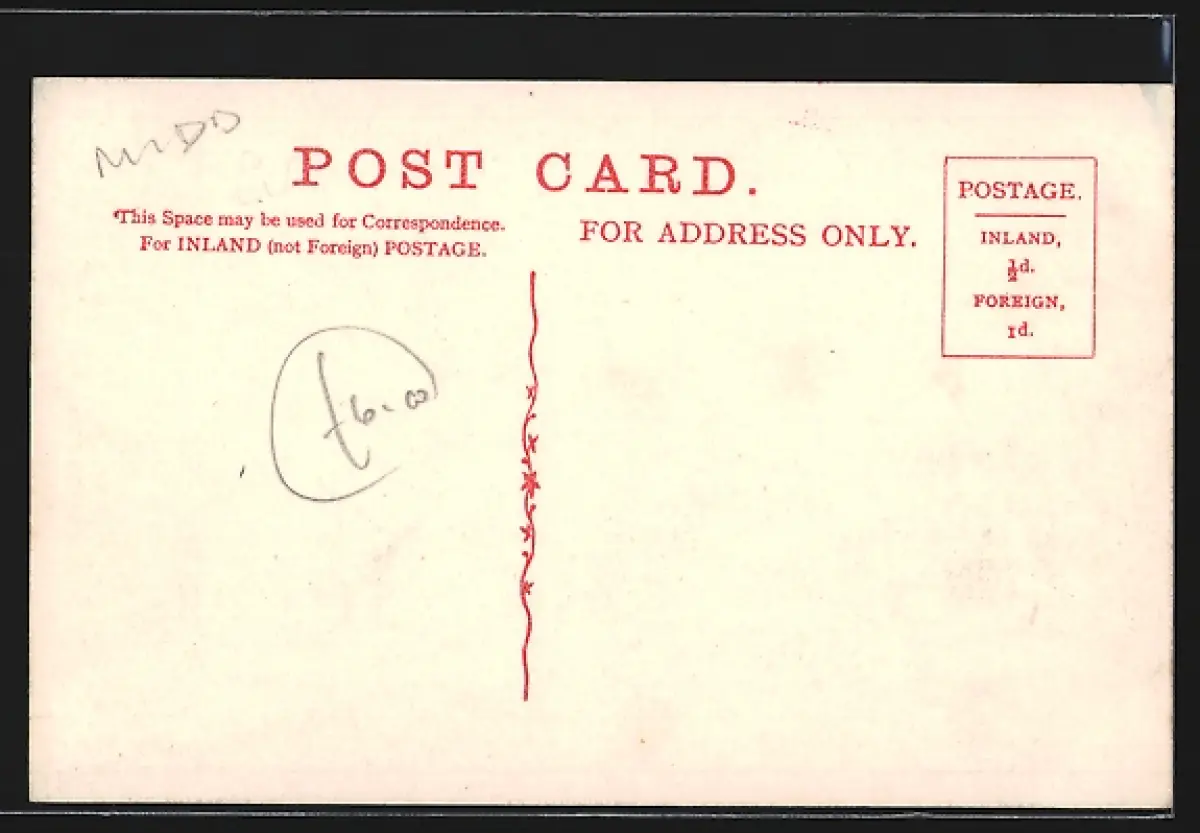 MIDD
POST CARD.
This Space may be used for Correspondence.
For INLAND (not Foreign) POSTAGE.
FOR ADDRESS ONLY.
POSTAGE.
INLAND,
½d.
FOREIGN,
1d.
£6-00